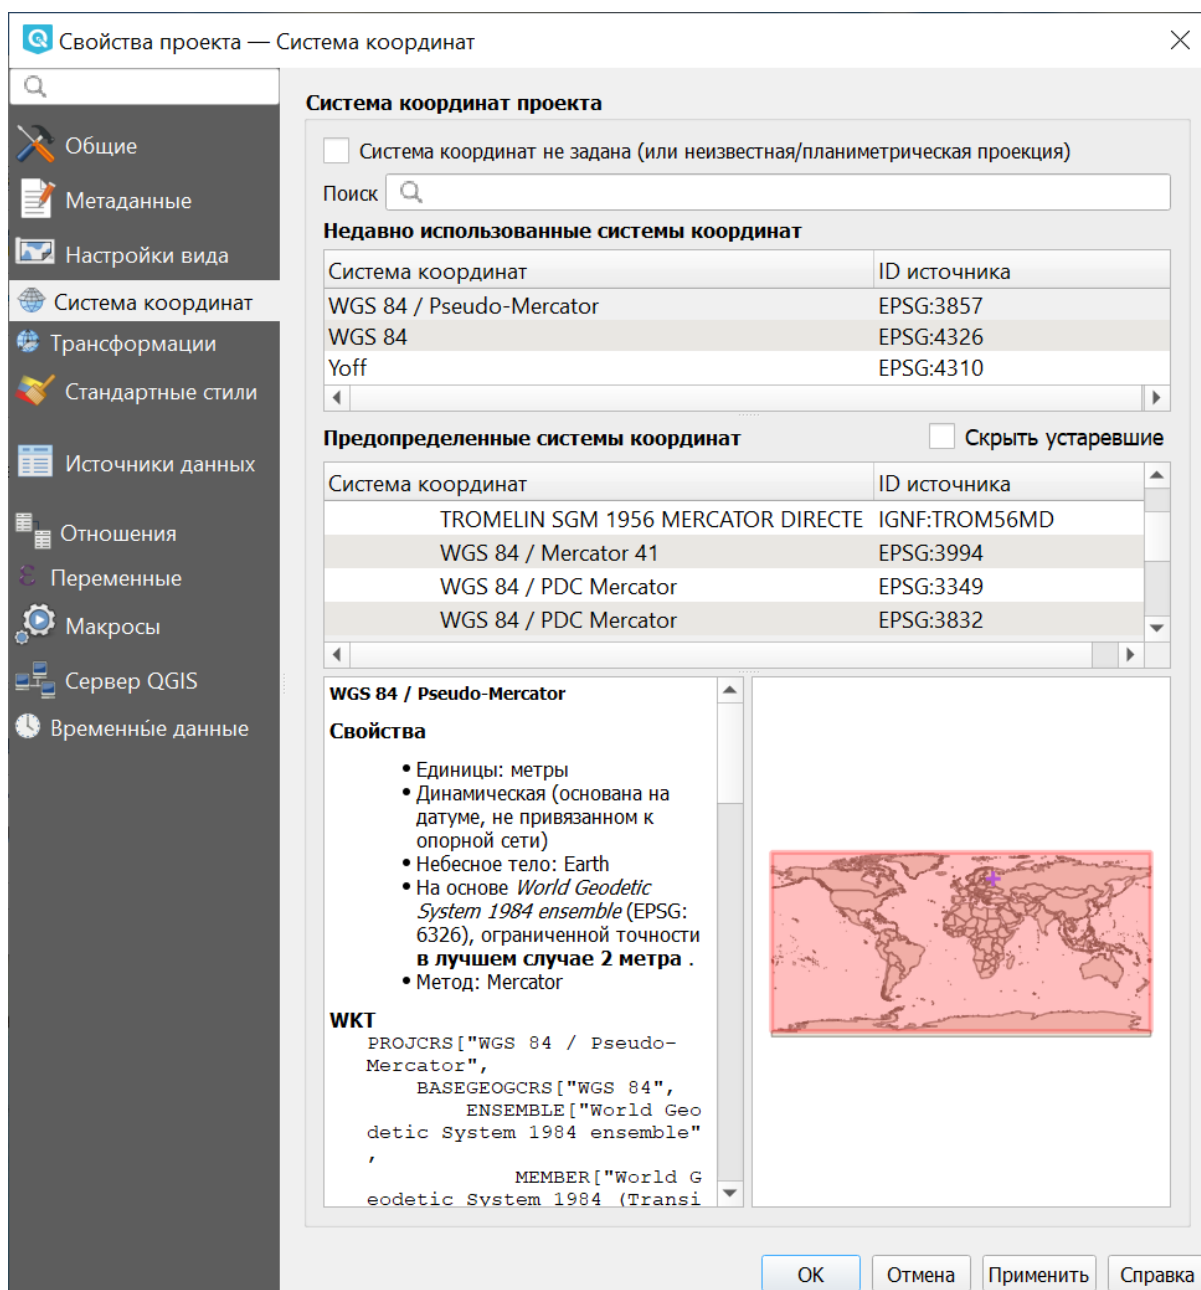 Свойства проекта — Система координат
Общие
Метаданные
Настройки вида
Система координат
Трансформации
Стандартные стили
Источники данных
Отношения
Переменные
Макросы
Сервер QGIS
Временны́е данные
Система координат проекта
Система координат не задана (или неизвестная/планиметрическая проекция)
Поиск
Недавно использованные системы координат
Система координат ID источника
WGS 84 / Pseudo-Mercator EPSG:3857
WGS 84 EPSG:4326
Yoff EPSG:4310
Предопределенные системы координат Скрыть устаревшие
Система координат ID источника
TROMELIN SGM 1956 MERCATOR DIRECTE IGNF:TROM56MD
WGS 84 / Mercator 41 EPSG:3994
WGS 84 / PDC Mercator EPSG:3349
WGS 84 / PDC Mercator EPSG:3832
WGS 84 / Pseudo-Mercator
Свойства
• Единицы: метры
• Динамическая (основана на
датуме, не привязанном к
опорной сети)
• Небесное тело: Earth
• На основе World Geodetic
System 1984 ensemble (EPSG:
6326), ограниченной точности
в лучшем случае 2 метра .
• Метод: Mercator
WKT
PROJCRS["WGS 84 / Pseudo-
Mercator",
BASEGEOGCRS["WGS 84",
ENSEMBLE["World Geo
detic System 1984 ensemble"
,
MEMBER["World G
eodetic System 1984 (Transi
OK Отмена Применить Справка